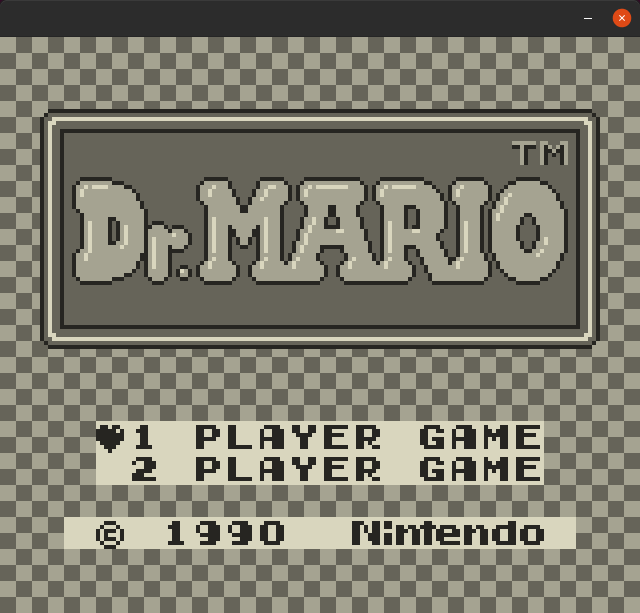 TM
Dr. MARIO
♥1 PLAYER GAME
2 PLAYER GAME
© 1990 Nintendo